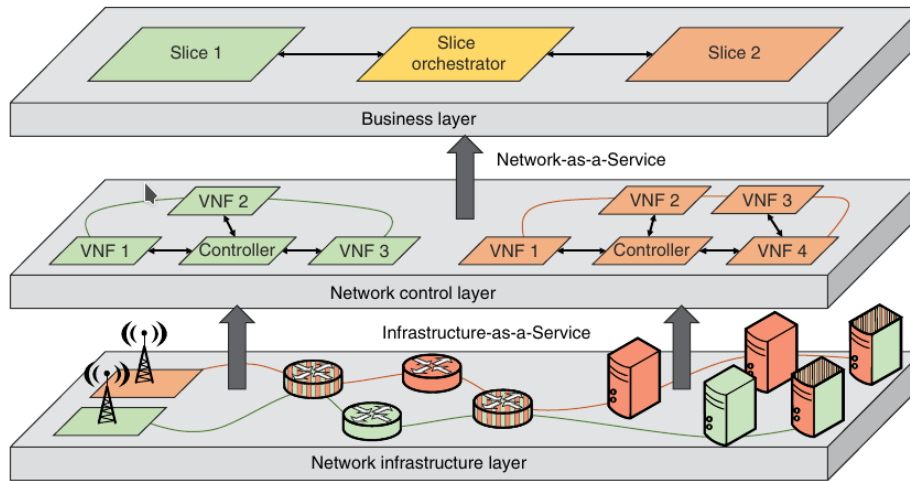 Slice 1
Slice
orchestrator
Slice 2
Business layer
Network-as-a-Service
VNF 2
VNF 1
Controller
VNF 3
VNF 2
VNF 3
VNF 1
Controller
VNF 4
Network control layer
Infrastructure-as-a-Service
Network infrastructure layer